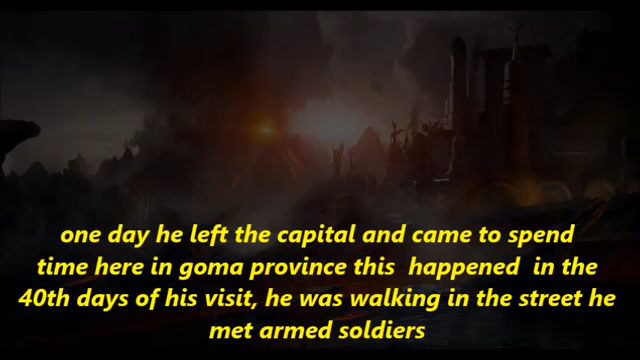 one day he left the capital and came to spend
time here in goma province this  happened  in the
40th days of his visit, he was walking in the street he
met armed soldiers